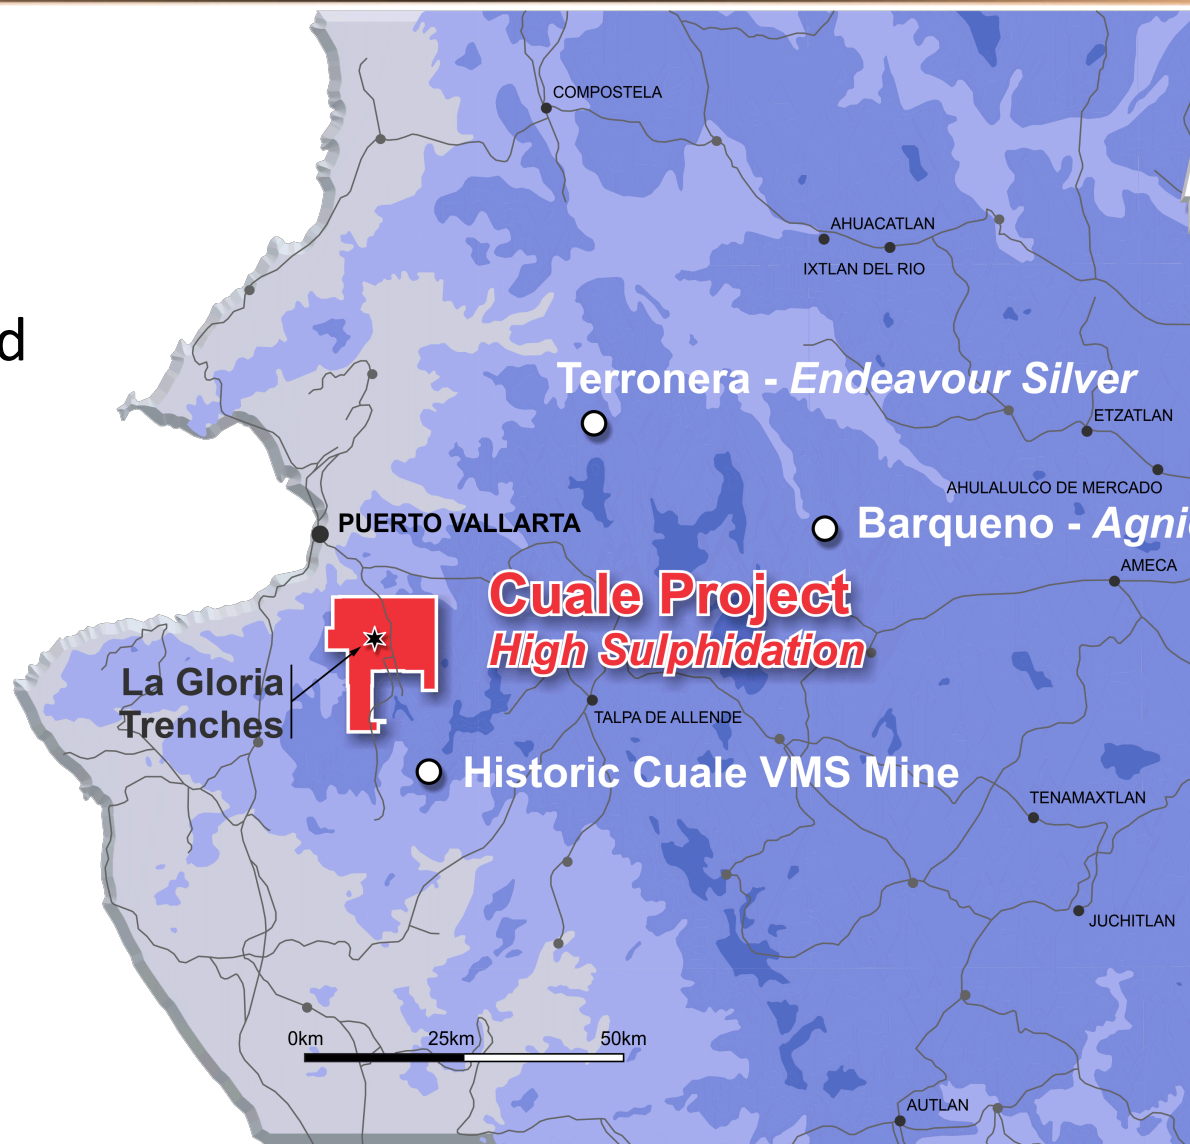 COMPOSTELA
AHUACATLAN
IXTLAN DEL RIO
d
Terronera - Endeavour Silver
ETZATLAN
AHULALULCO DE MERCADO
PUERTO VALLARTA
Barqueno -
AMECA
Cuale Project
High Sulphidation
La Gloria
Trenches
TALPA DE ALLENDE
Historic Cuale VMS Mine
TENAMAXTLAN
JUCHITLAN
0km 25km 50km
AUTLAN